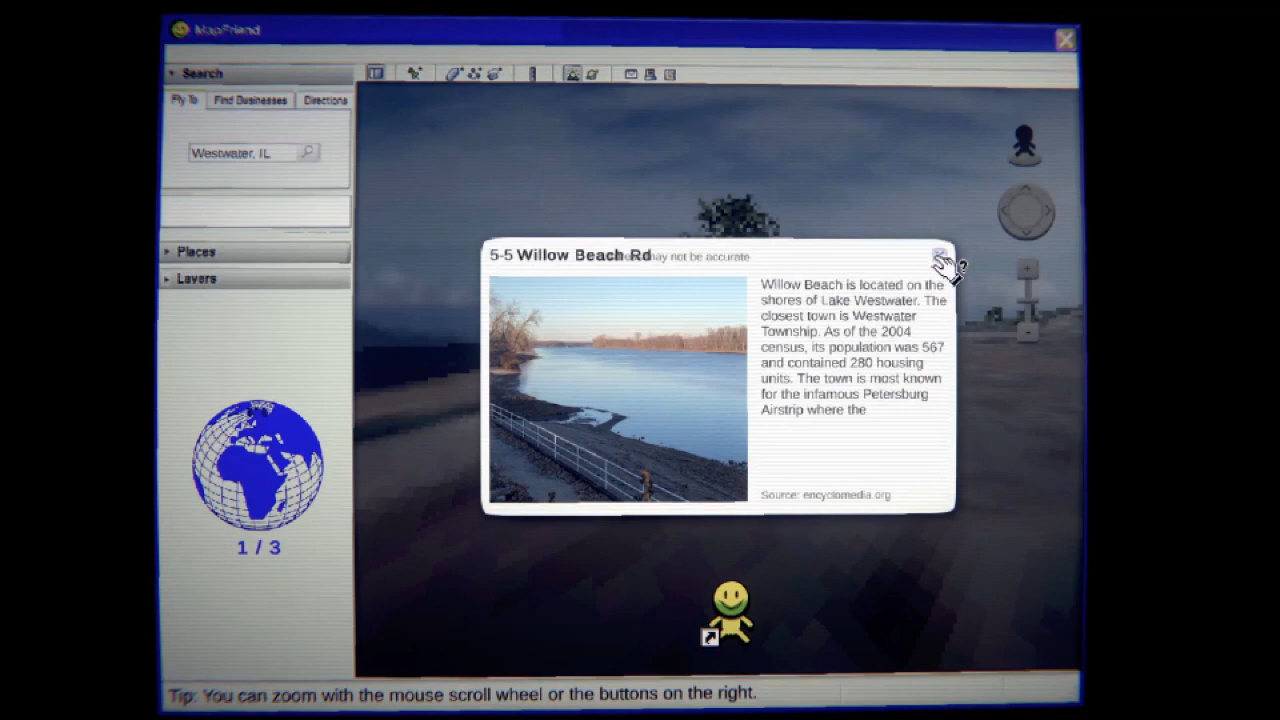 MapFriend
Search
Fly To
Find Businesses
Directions
Westwater, IL
Places
Layers
1 / 3
5-5 Willow Beach Rd
may not be accurate
Willow Beach is located on the
shores of Lake Westwater. The
closest town is Westwater
Township. As of the 2004
census, its population was 567
and contained 280 housing
units. The town is most known
for the infamous Petersburg
Airstrip where the
Source: encyclomedia.org
+
-
?
Tip: You can zoom with the mouse scroll wheel or the buttons on the right.